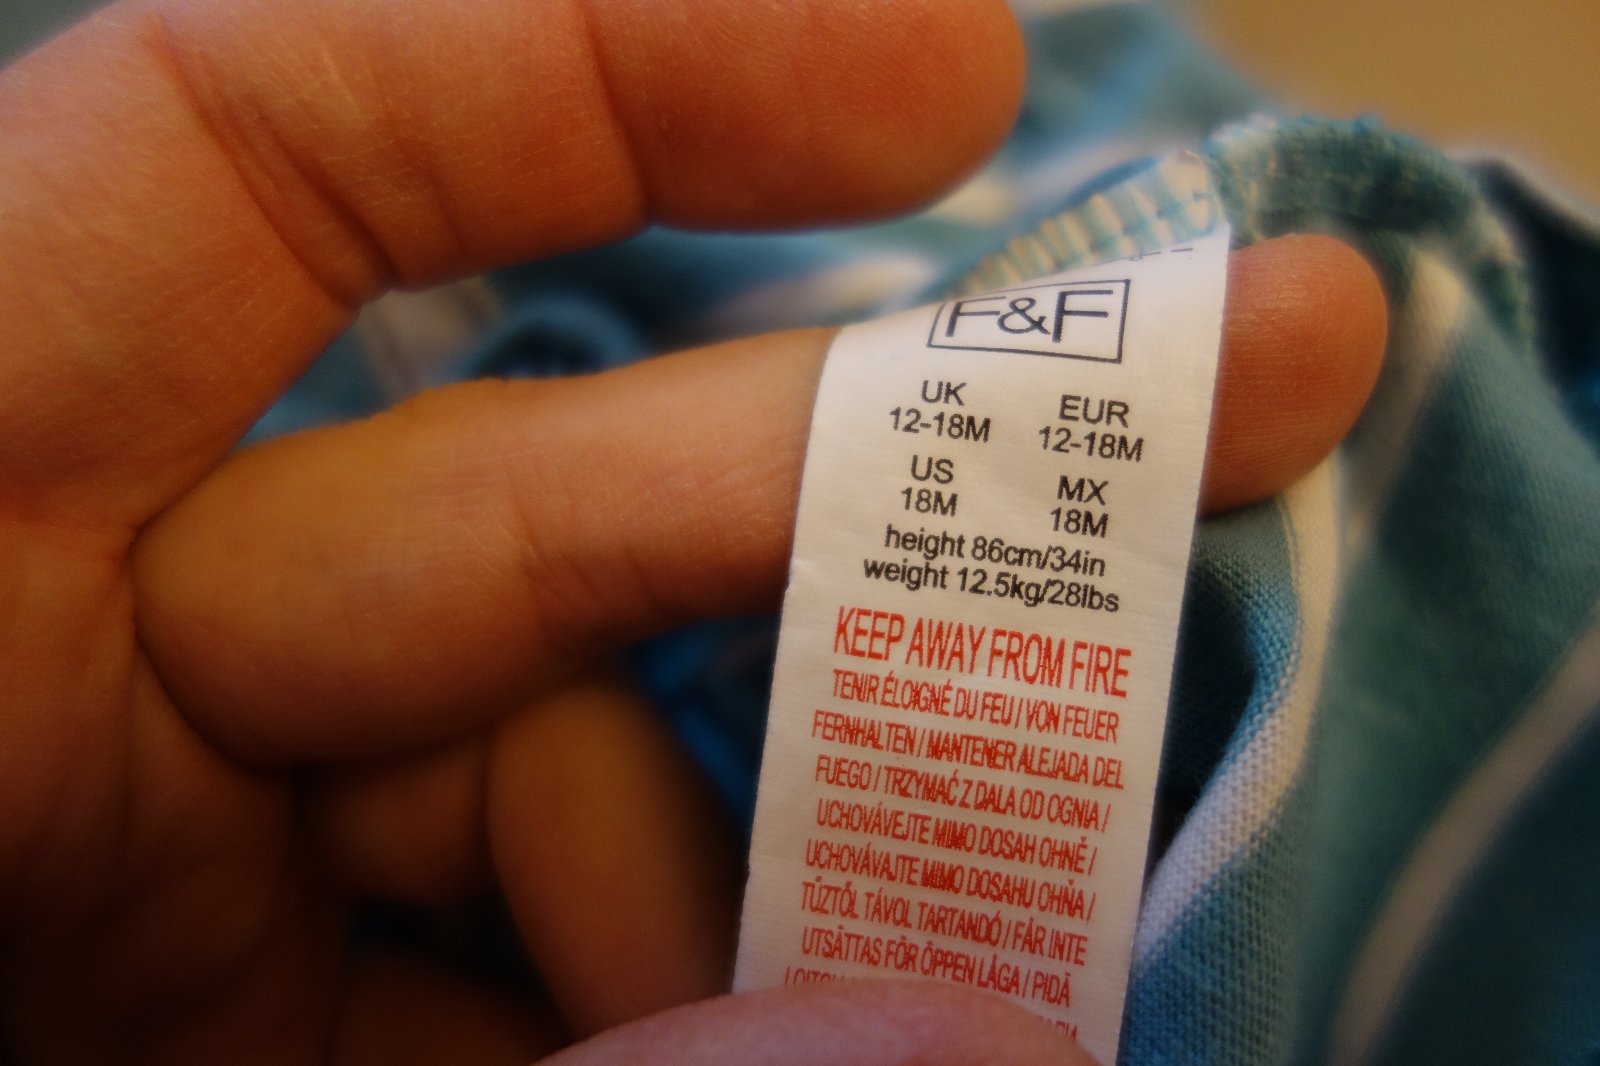 F&F
UK EUR
12-18M 12-18M
US MX
18M 18M
height 86cm/34in
weight 12.5kg/28lbs
KEEP AWAY FROM FIRE
TENIR ÉLOIGNÉ DU FEU / VON FEUER
FERNHALTEN / MANTENER ALEJADA DEL
FUEGO / TRZYMAĆ Z DALA OD OGNIA /
UCHOVÁVEJTE MIMO DOSAH OHNĚ /
UCHOVÁVAJTE MIMO DOSAHU OHŇA /
TŰZTŐL TÁVOL TARTANDÓ / FÅR INTE
UTSÄTTAS FÖR ÖPPEN LÅGA / PIDÄ